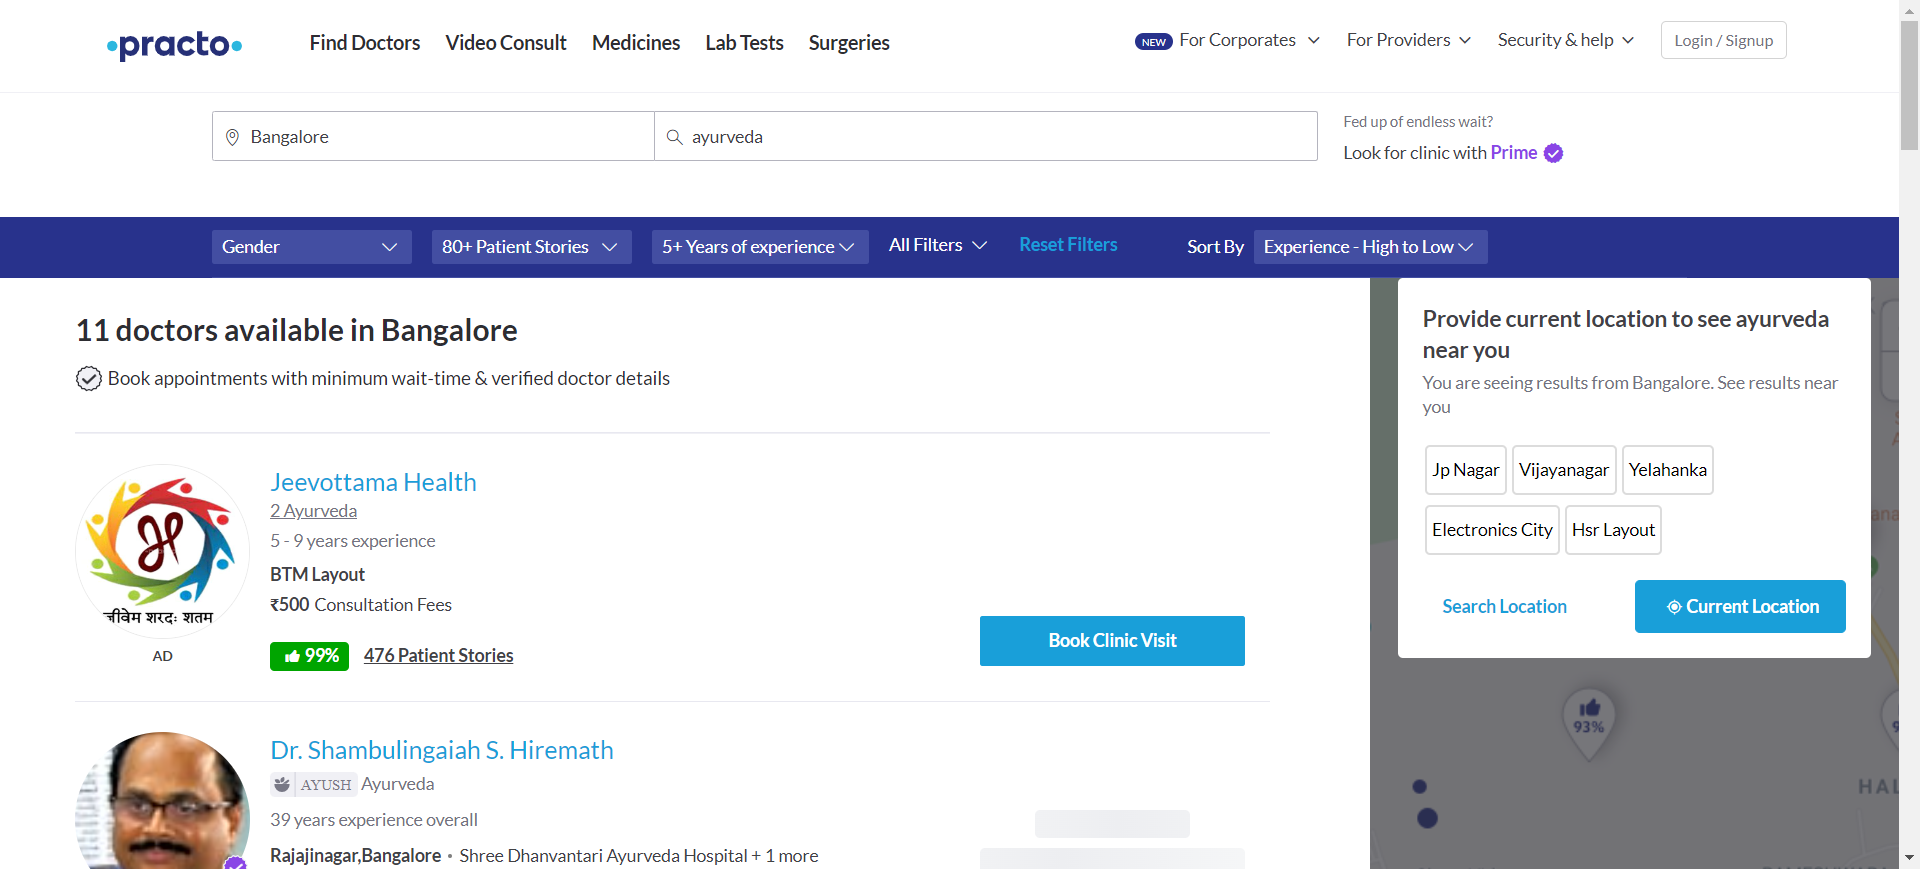 practo
Find Doctors
Video Consult
Medicines
Lab Tests
Surgeries
NEW For Corporates
For Providers
Security & help
Login / Signup
Bangalore
ayurveda
Fed up of endless wait?
Look for clinic with Prime
Gender
80+ Patient Stories
5+ Years of experience
All Filters
Reset Filters
Sort By
Experience - High to Low
11 doctors available in Bangalore
Book appointments with minimum wait-time & verified doctor details
जीवेम शरदः शतम
AD
Jeevottama Health
2 Ayurveda
5 - 9 years experience
BTM Layout
₹500 Consultation Fees
99%
476 Patient Stories
Book Clinic Visit
Dr. Shambulingaiah S. Hiremath
AYUSH Ayurveda
39 years experience overall
Rajajinagar,Bangalore • Shree Dhanvantari Ayurveda Hospital + 1 more
Provide current location to see ayurveda
near you
You are seeing results from Bangalore. See results near
you
Jp Nagar
Vijayanagar
Yelahanka
Electronics City
Hsr Layout
Search Location
Current Location
93%
HAL